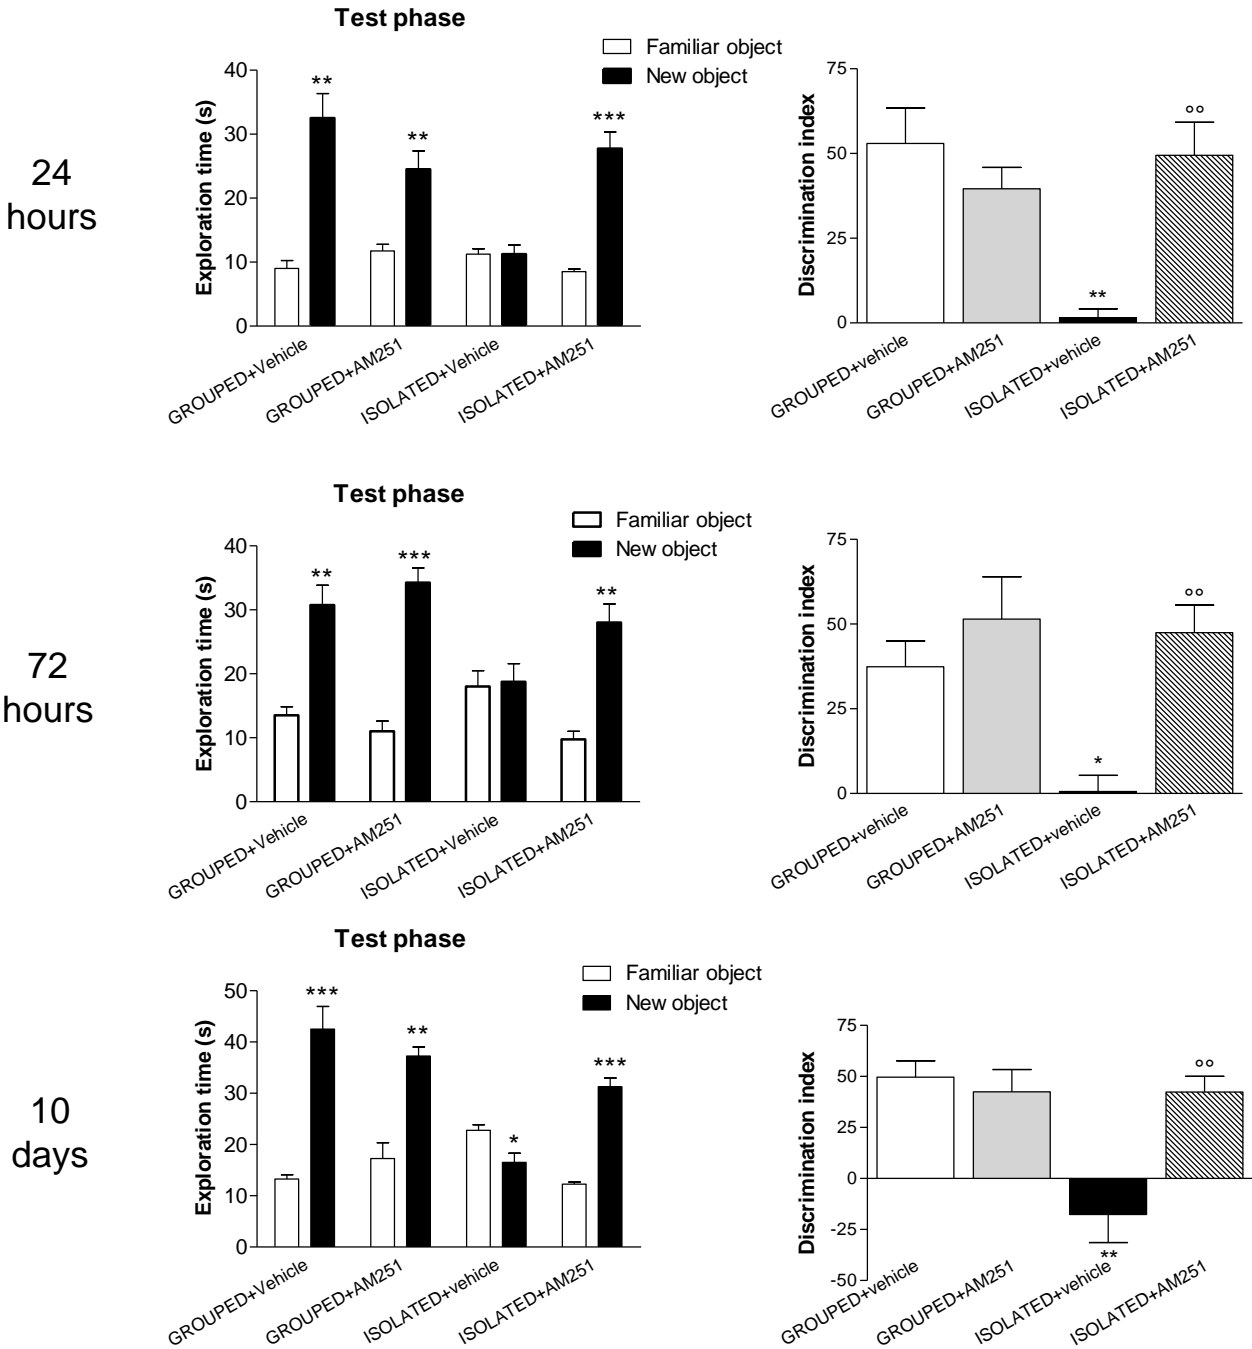 Test phase
Familiar object
New object
24
hours
Exploration time (s)
40
30
20
10
0
** ** ***
GROUPED+Vehicle
GROUPED+AM251
ISOLATED+Vehicle
ISOLATED+AM251
Discrimination index
75
50
25
0
** °°
GROUPED+vehicle
GROUPED+AM251
ISOLATED+vehicle
ISOLATED+AM251
Test phase
Familiar object
New object
72
hours
Exploration time (s)
40
30
20
10
0
** *** **
GROUPED+Vehicle
GROUPED+AM251
ISOLATED+Vehicle
ISOLATED+AM251
Discrimination index
75
50
25
0
* °°
GROUPED+vehicle
GROUPED+AM251
ISOLATED+vehicle
ISOLATED+AM251
Test phase
Familiar object
New object
10
days
Exploration time (s)
50
40
30
20
10
0
*** ** * ***
GROUPED+Vehicle
GROUPED+AM251
ISOLATED+vehicle
ISOLATED+AM251
Discrimination index
75
50
25
0
-25
-50
** °°
GROUPED+vehicle
GROUPED+AM251
ISOLATED+vehicle
ISOLATED+AM251